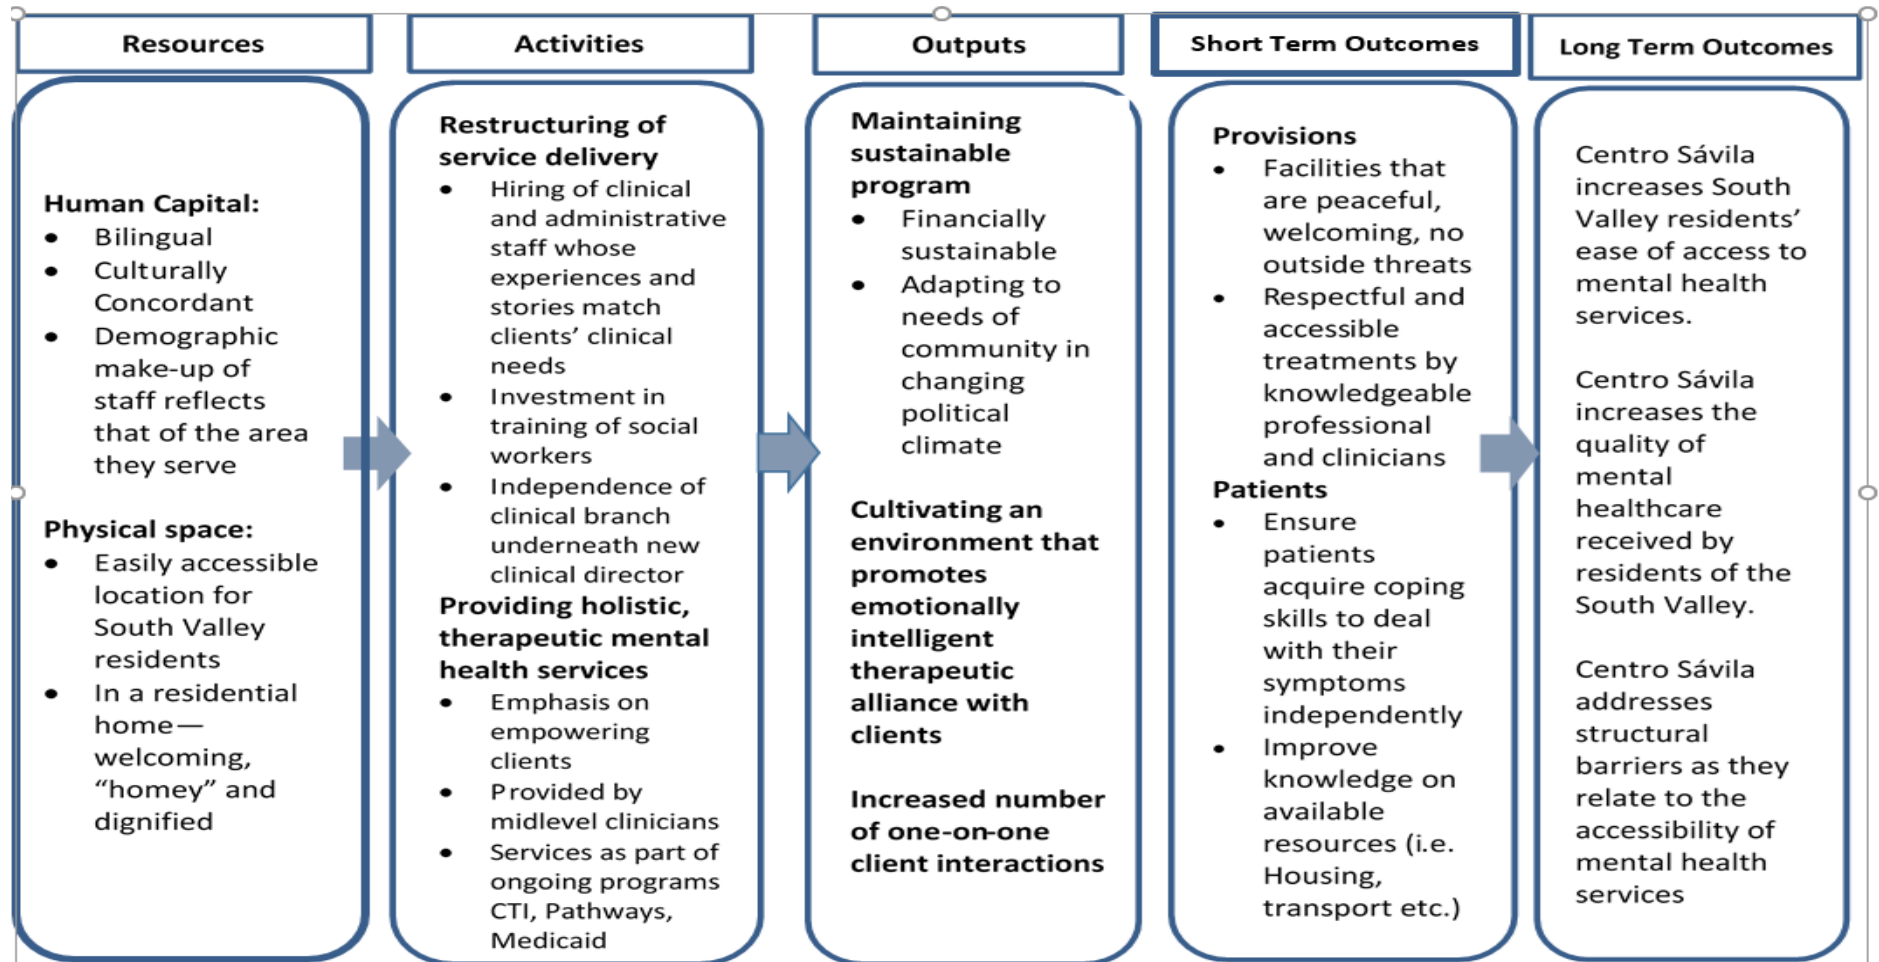 Resources
Human Capital:
• Bilingual
• Culturally
Concordant
• Demographic
make-up of
staff reflects
that of the area
they serve
Physical space:
• Easily accessible
location for
South Valley
residents
• In a residential
home—
welcoming,
“homey” and
dignified
Activities
Restructuring of
service delivery
• Hiring of clinical
and administrative
staff whose
experiences and
stories match
clients’ clinical
needs
• Investment in
training of social
workers
• Independence of
clinical branch
underneath new
clinical director
Providing holistic,
therapeutic mental
health services
• Emphasis on
empowering
clients
• Provided by
midlevel clinicians
• Services as part of
ongoing programs
CTI, Pathways,
Medicaid
Outputs
Maintaining
sustainable
program
• Financially
sustainable
• Adapting to
needs of
community in
changing
political
climate
Cultivating an
environment that
promotes
emotionally
intelligent
therapeutic
alliance with
clients
Increased number
of one-on-one
client interactions
Short Term Outcomes
Provisions
• Facilities that
are peaceful,
welcoming, no
outside threats
• Respectful and
accessible
treatments by
knowledgeable
professional
and clinicians
Patients
• Ensure
patients
acquire coping
skills to deal
with their
symptoms
independently
• Improve
knowledge on
available
resources (i.e.
Housing,
transport etc.)
Long Term Outcomes
Centro Sávila
increases South
Valley residents’
ease of access to
mental health
services.
Centro Sávila
increases the
quality of
mental
healthcare
received by
residents of the
South Valley.
Centro Sávila
addresses
structural
barriers as they
relate to the
accessibility of
mental health
services